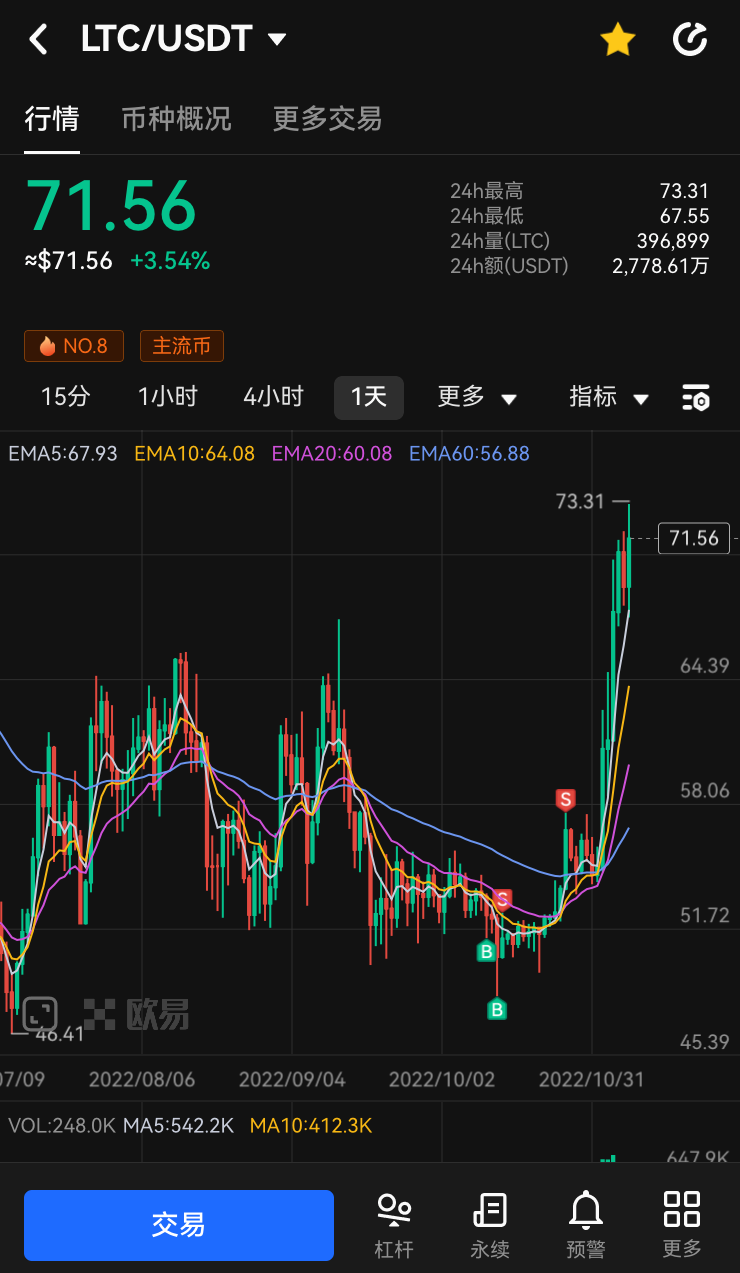 LTC/USDT
行情 币种概况 更多交易
71.56
≈$71.56 +3.54%
24h最高 73.31
24h最低 67.55
24h量(LTC) 396,899
24h额(USDT) 2,778.61万
NO.8 主流币
15分 1小时 4小时 1天 更多 指标
EMA5:67.93 EMA10:64.08 EMA20:60.08 EMA60:56.88
73.31
71.56
64.39
S 58.06
S
51.72
B
B
欧易
46.41
45.39
07/09 2022/08/06 2022/09/04 2022/10/02 2022/10/31
VOL:248.0K MA5:542.2K MA10:412.3K
647.9K
交易
杠杆 永续 预警 更多